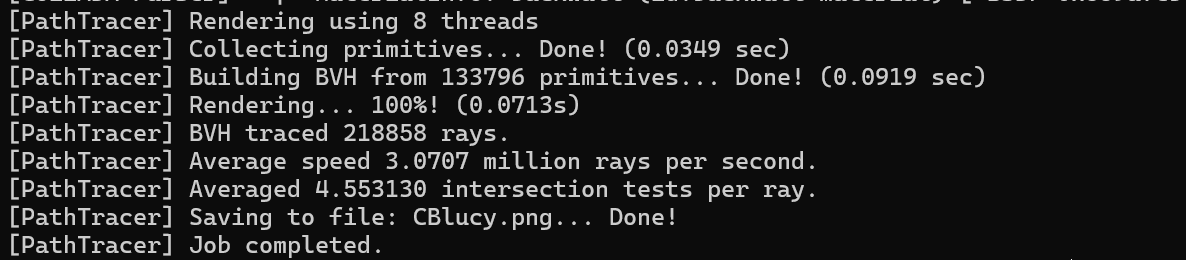 [PathTracer] Rendering using 8 threads
[PathTracer] Collecting primitives... Done! (0.0349 sec)
[PathTracer] Building BVH from 133796 primitives... Done! (0.0919 sec)
[PathTracer] Rendering... 100%! (0.0713s)
[PathTracer] BVH traced 218858 rays.
[PathTracer] Average speed 3.0707 million rays per second.
[PathTracer] Averaged 4.553130 intersection tests per ray.
[PathTracer] Saving to file: CBlucy.png... Done!
[PathTracer] Job completed.